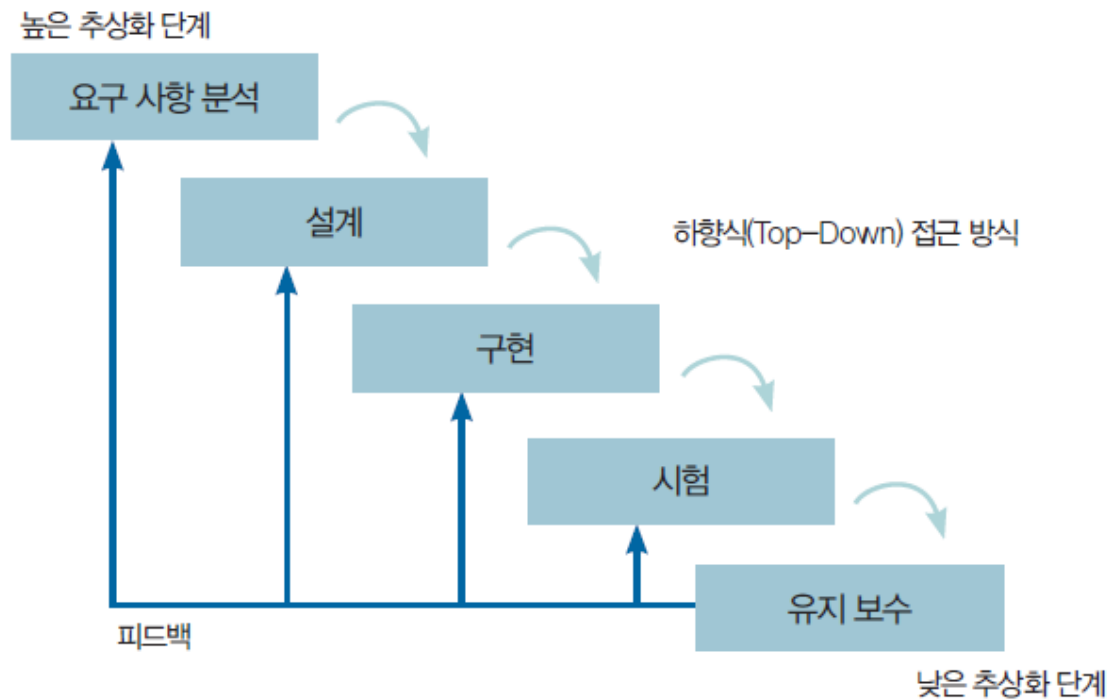 높은 추상화 단계
요구 사항 분석
설계
하향식(Top-Down) 접근 방식
구현
시험
유지 보수
피드백
낮은 추상화 단계